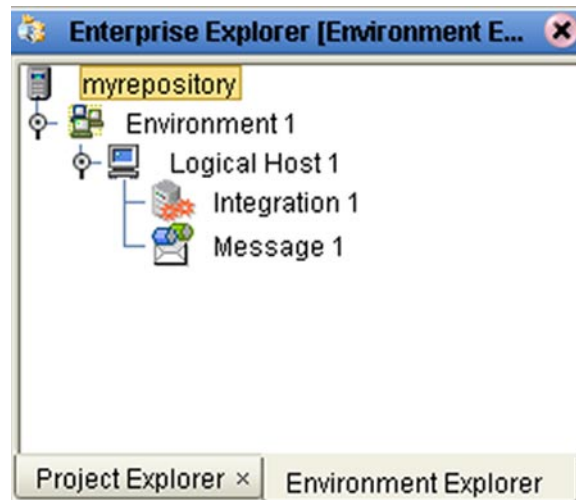 Enterprise Explorer [Environment E...
myrepository
Environment 1
Logical Host 1
Integration 1
Message 1
Project Explorer × Environment Explorer